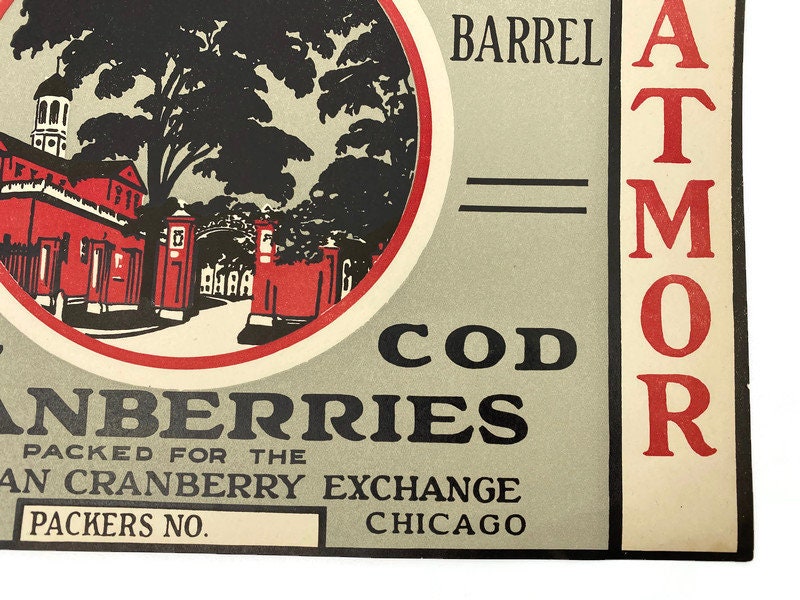 BARREL
COD
ANBERRIES
PACKED FOR THE
AN CRANBERRY EXCHANGE
PACKERS NO. CHICAGO
ATMOR